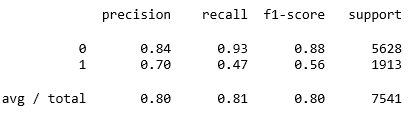 precision recall f1-score support
0 0.84 0.93 0.88 5628
1 0.70 0.47 0.56 1913
avg / total 0.80 0.81 0.80 7541